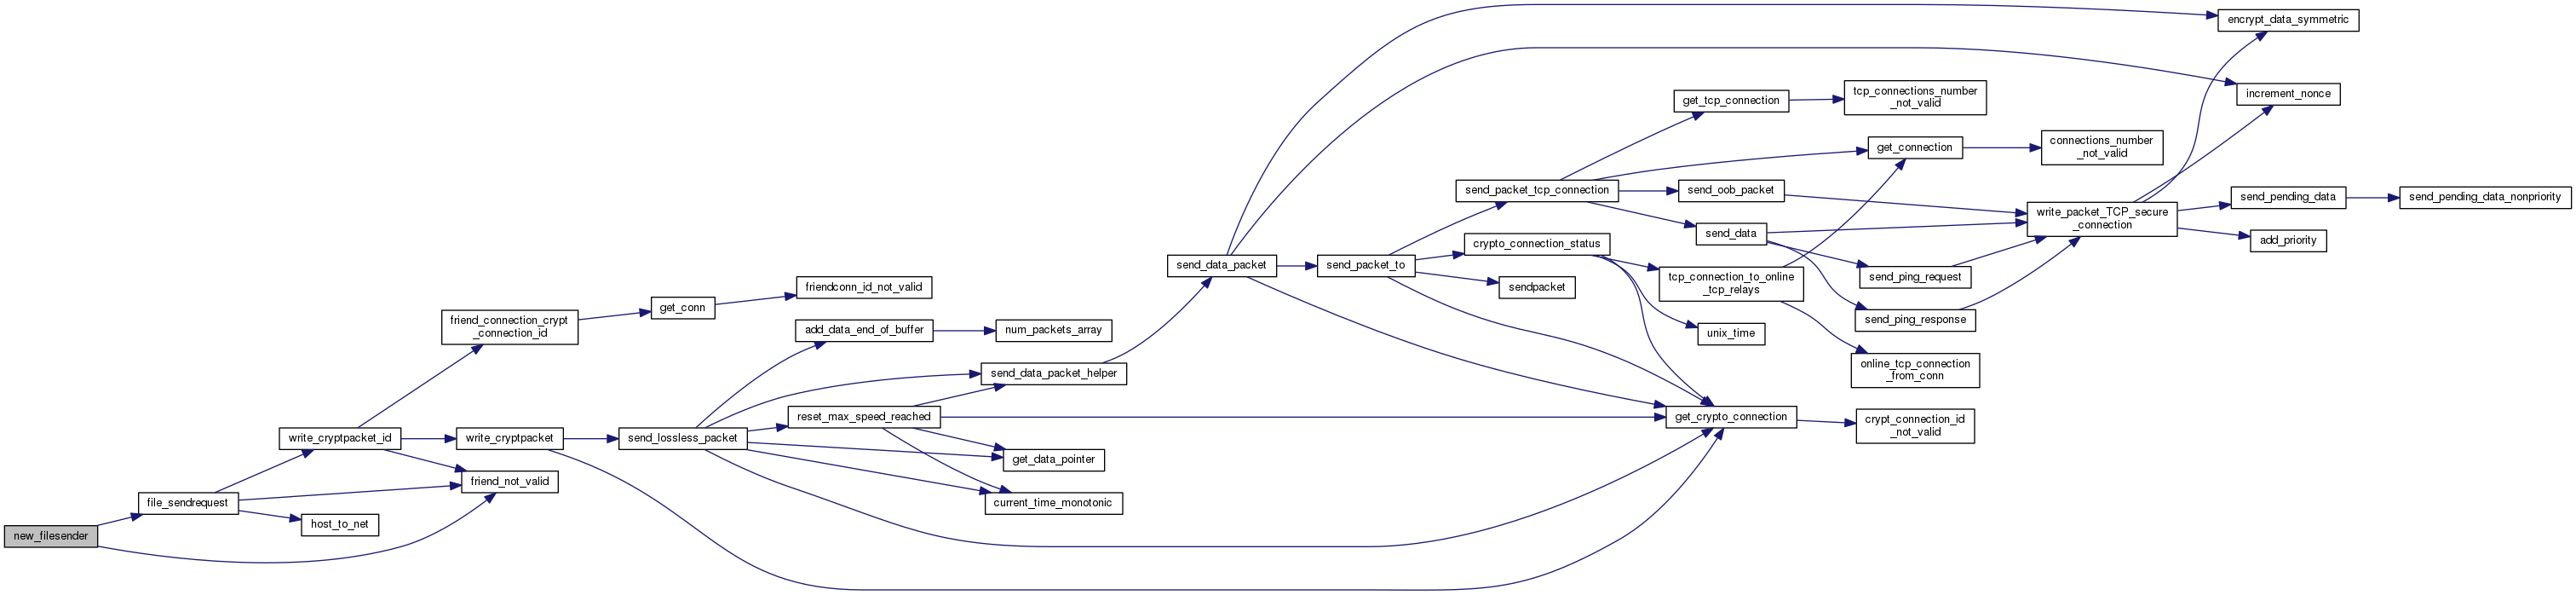 new_filesender
file_sendrequest
write_cryptpacket_id
friend_connection_crypt
_connection_id
get_conn
friendconn_id_not_valid
write_cryptpacket
friend_not_valid
host_to_net
send_lossless_packet
add_data_end_of_buffer
num_packets_array
send_data_packet_helper
reset_max_speed_reached
get_data_pointer
current_time_monotonic
send_data_packet
send_packet_to
send_packet_tcp_connection
crypto_connection_status
sendpacket
get_tcp_connection
tcp_connections_number
_not_valid
get_connection
connections_number
_not_valid
send_oob_packet
send_data
tcp_connection_to_online
_tcp_relays
unix_time
send_ping_request
send_ping_response
online_tcp_connection
_from_conn
get_crypto_connection
crypt_connection_id
_not_valid
write_packet_TCP_secure
_connection
encrypt_data_symmetric
increment_nonce
send_pending_data
send_pending_data_nonpriority
add_priority